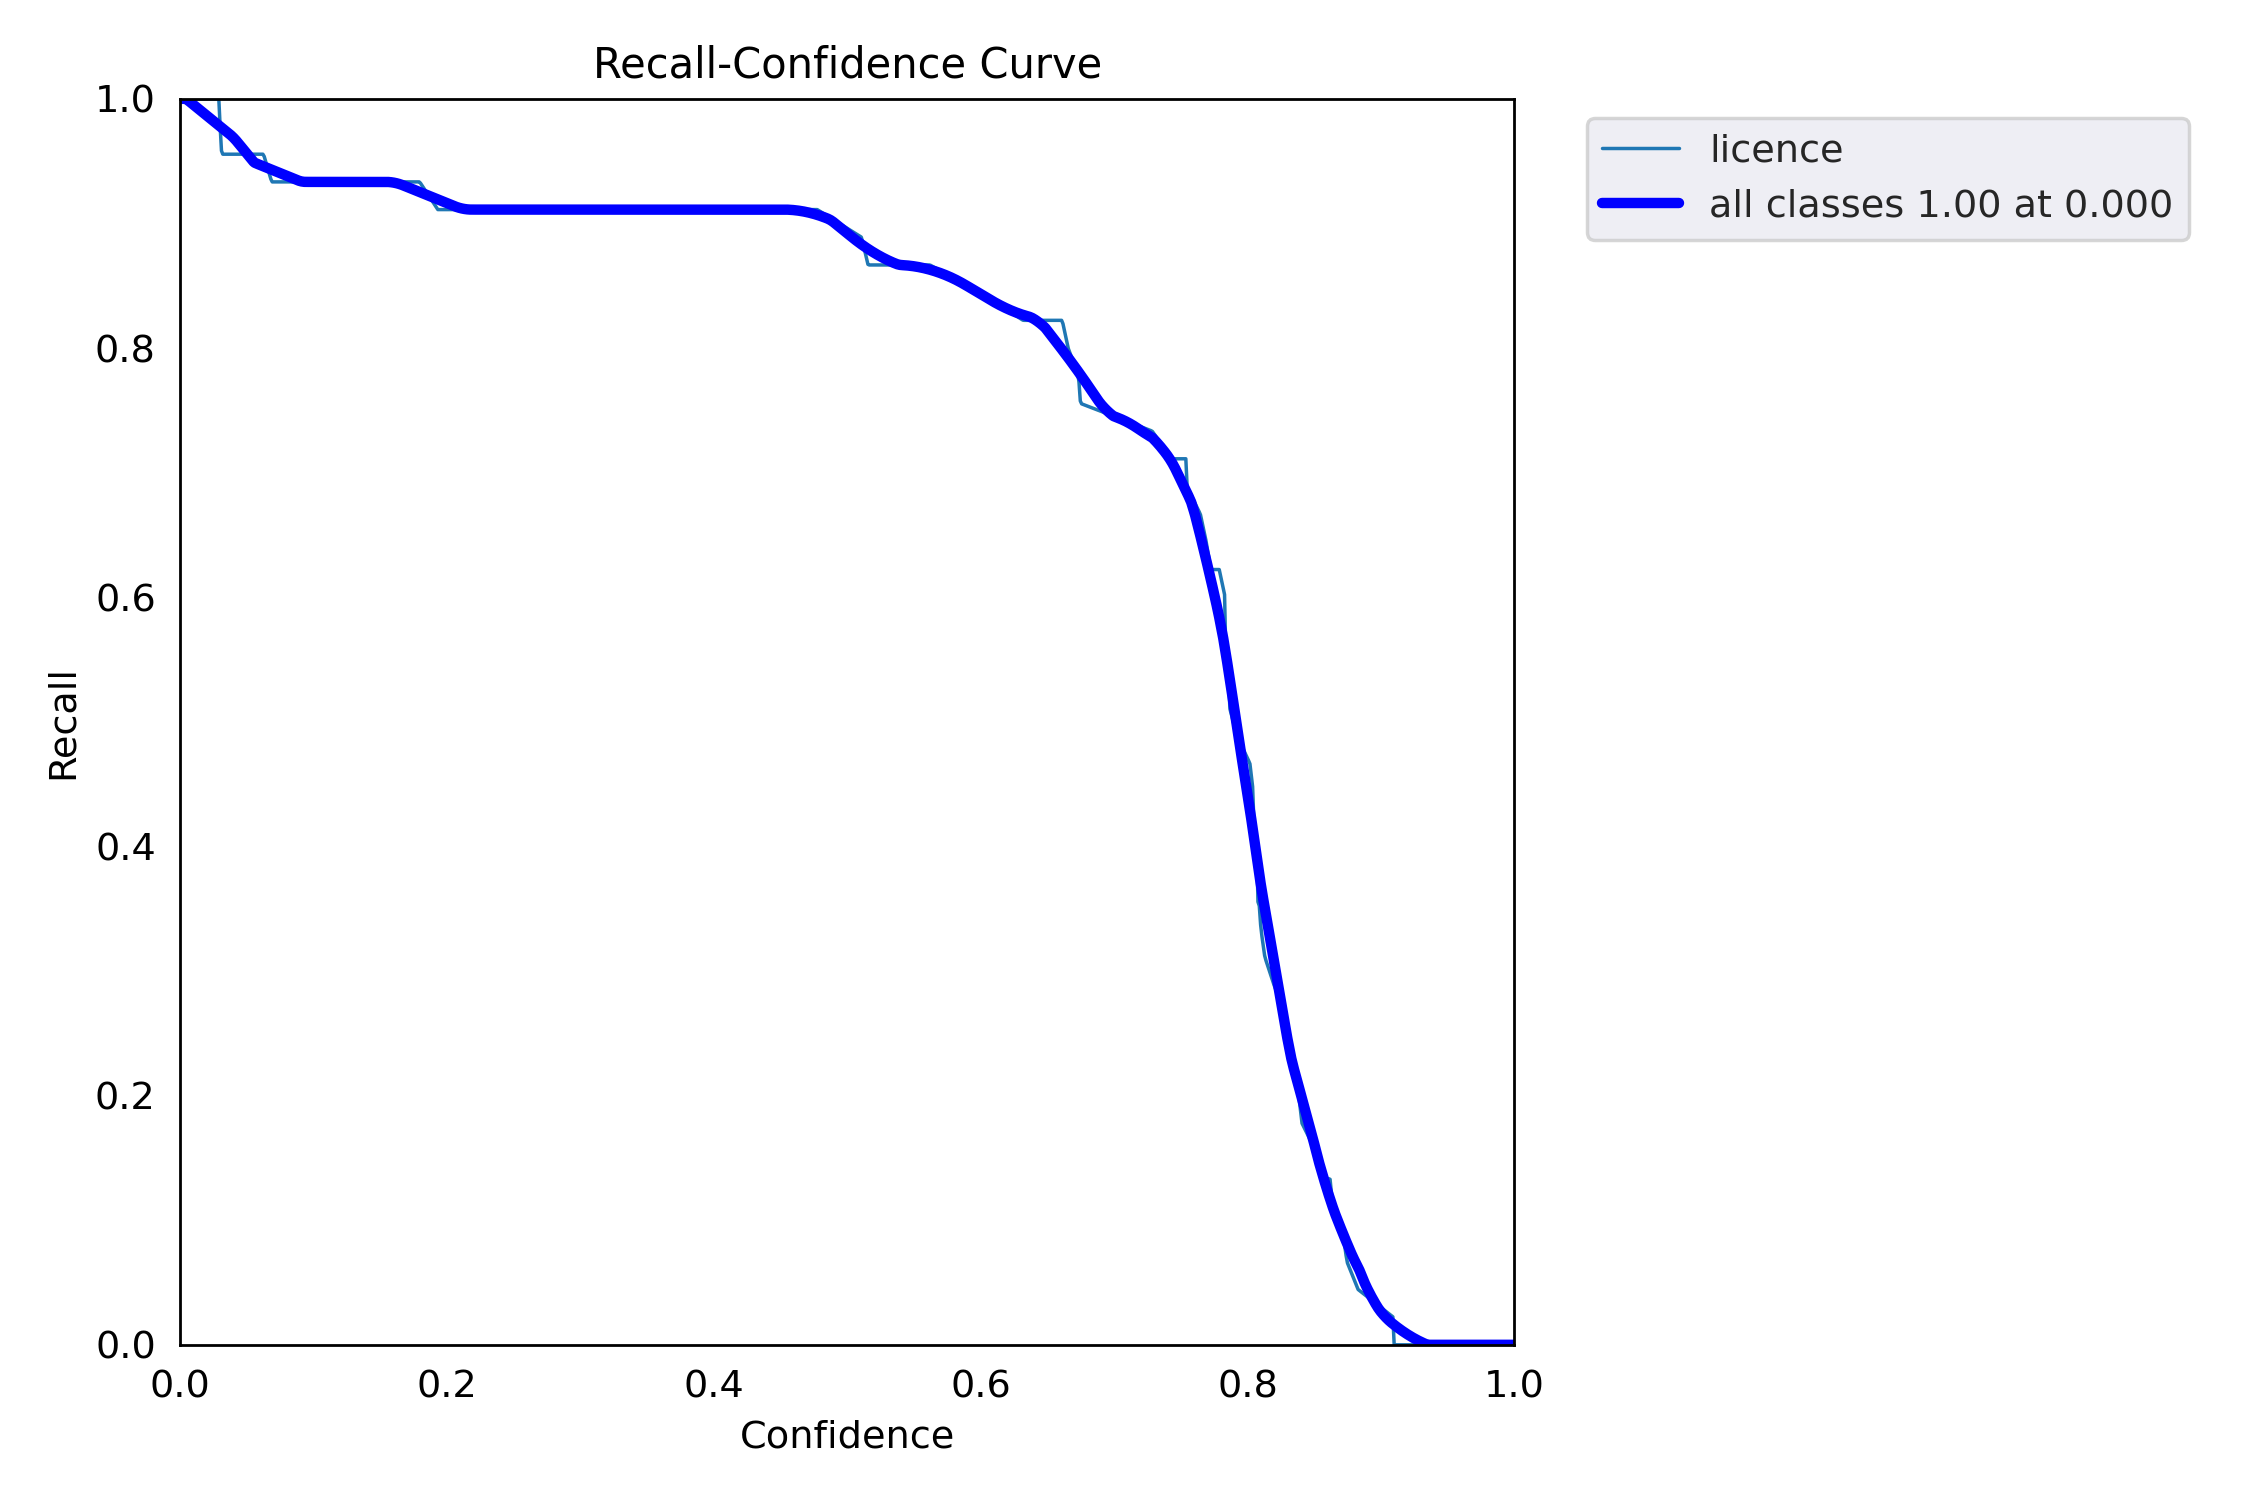 Recall-Confidence Curve
1.0
0.8
0.6
0.4
0.2
0.0
Recall
0.0 0.2 0.4 0.6 0.8 1.0
Confidence
licence
all classes 1.00 at 0.000